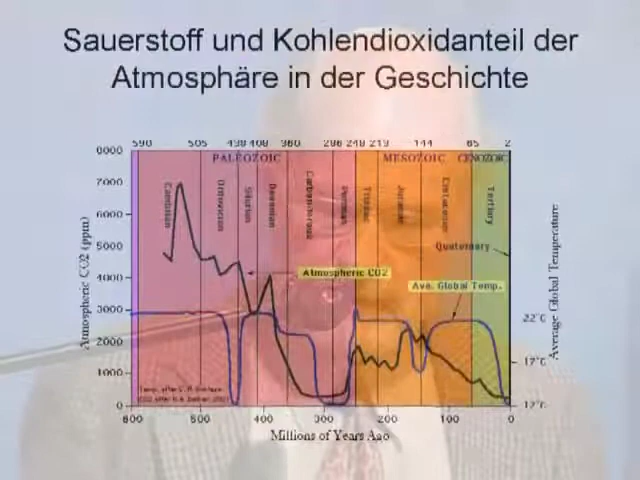 Sauerstoff und Kohlendioxidanteil der
Atmosphäre in der Geschichte
590 505 438 408 360 286 248 213 144 65 2
PALEOZOIC MESOZOIC CENOZOIC
8000
7000
6000
5000
4000
3000
2000
1000
0
Atmospheric CO2 (ppm)
Cambrian
Ordovician
Silurian
Devonian
Carboniferous
Permian
Triassic
Jurassic
Cretaceous
Tertiary
Quaternary
Atmospheric CO2
Ave. Global Temp.
22°C
17°C
12°C
Average Global Temperature
600 500 400 300 200 100 0
Millions of Years Ago